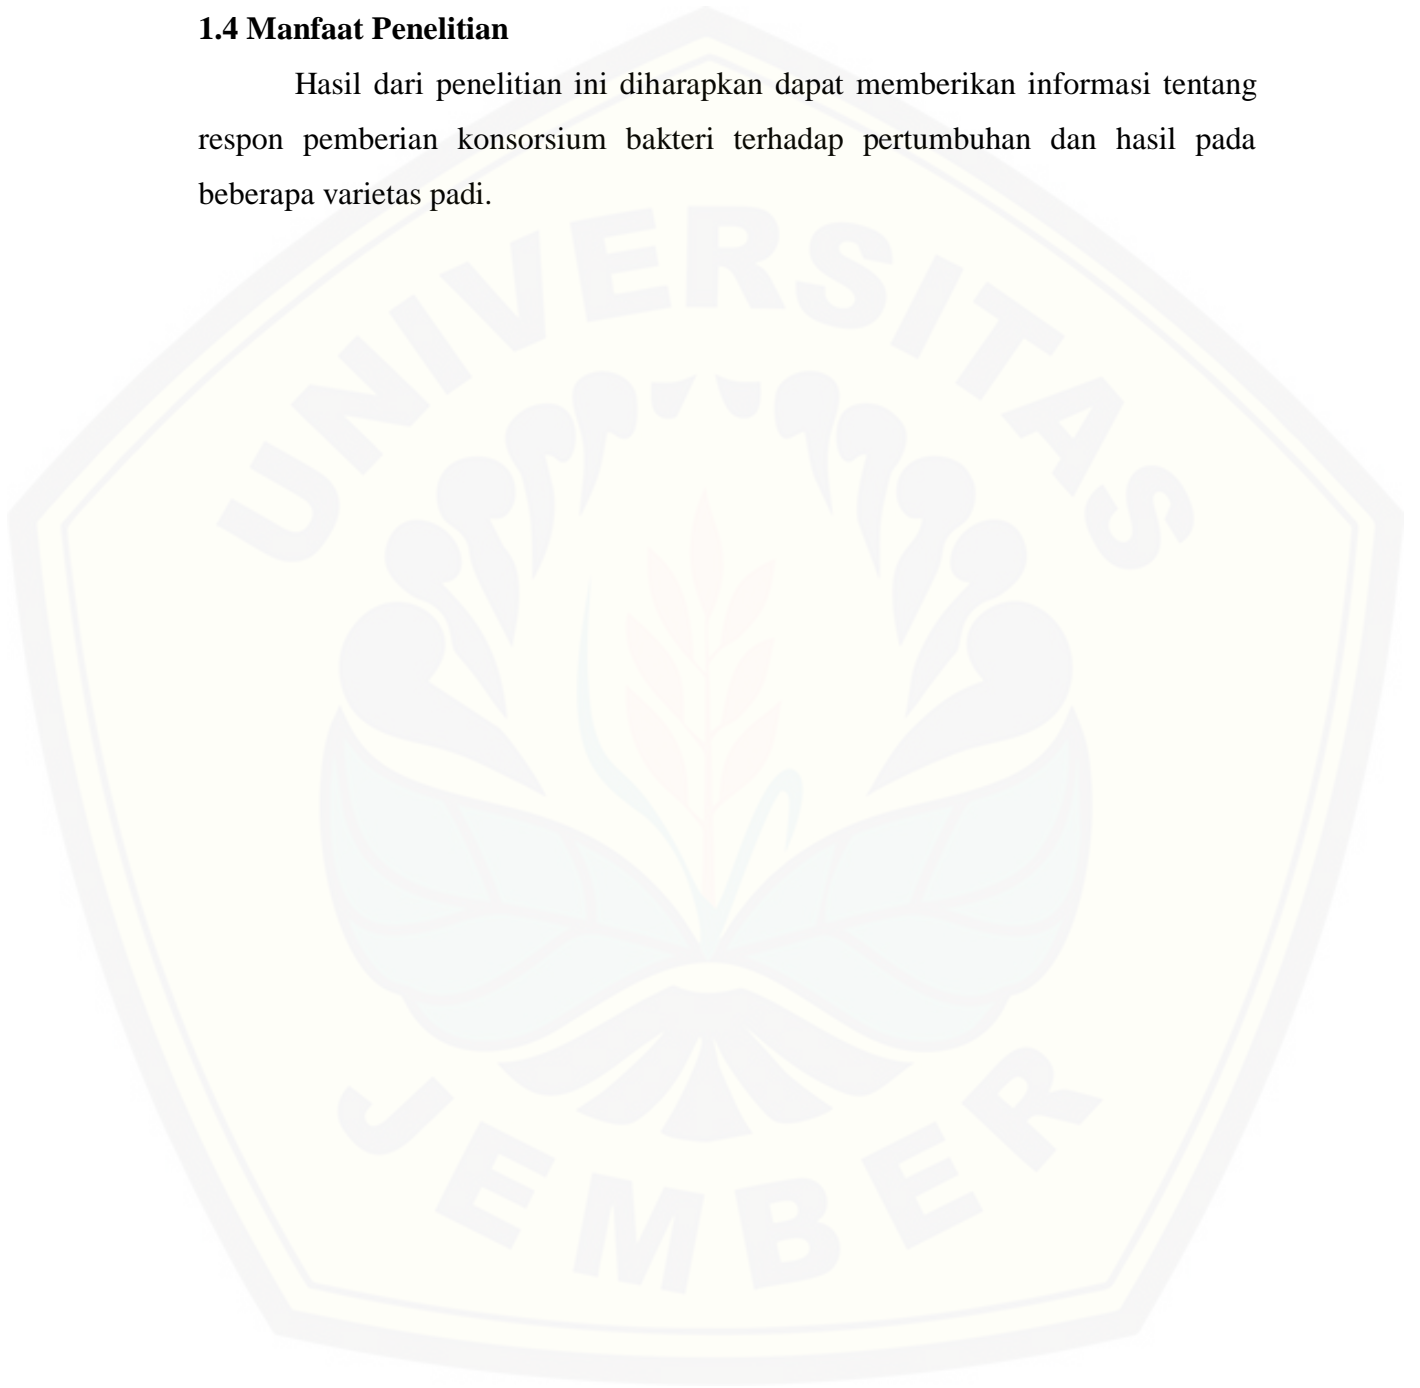 1.4 Manfaat Penelitian
Hasil dari penelitian ini diharapkan dapat memberikan informasi tentang
respon pemberian konsorsium bakteri terhadap pertumbuhan dan hasil pada
beberapa varietas padi.
UNIVERSITAS
JEMBER